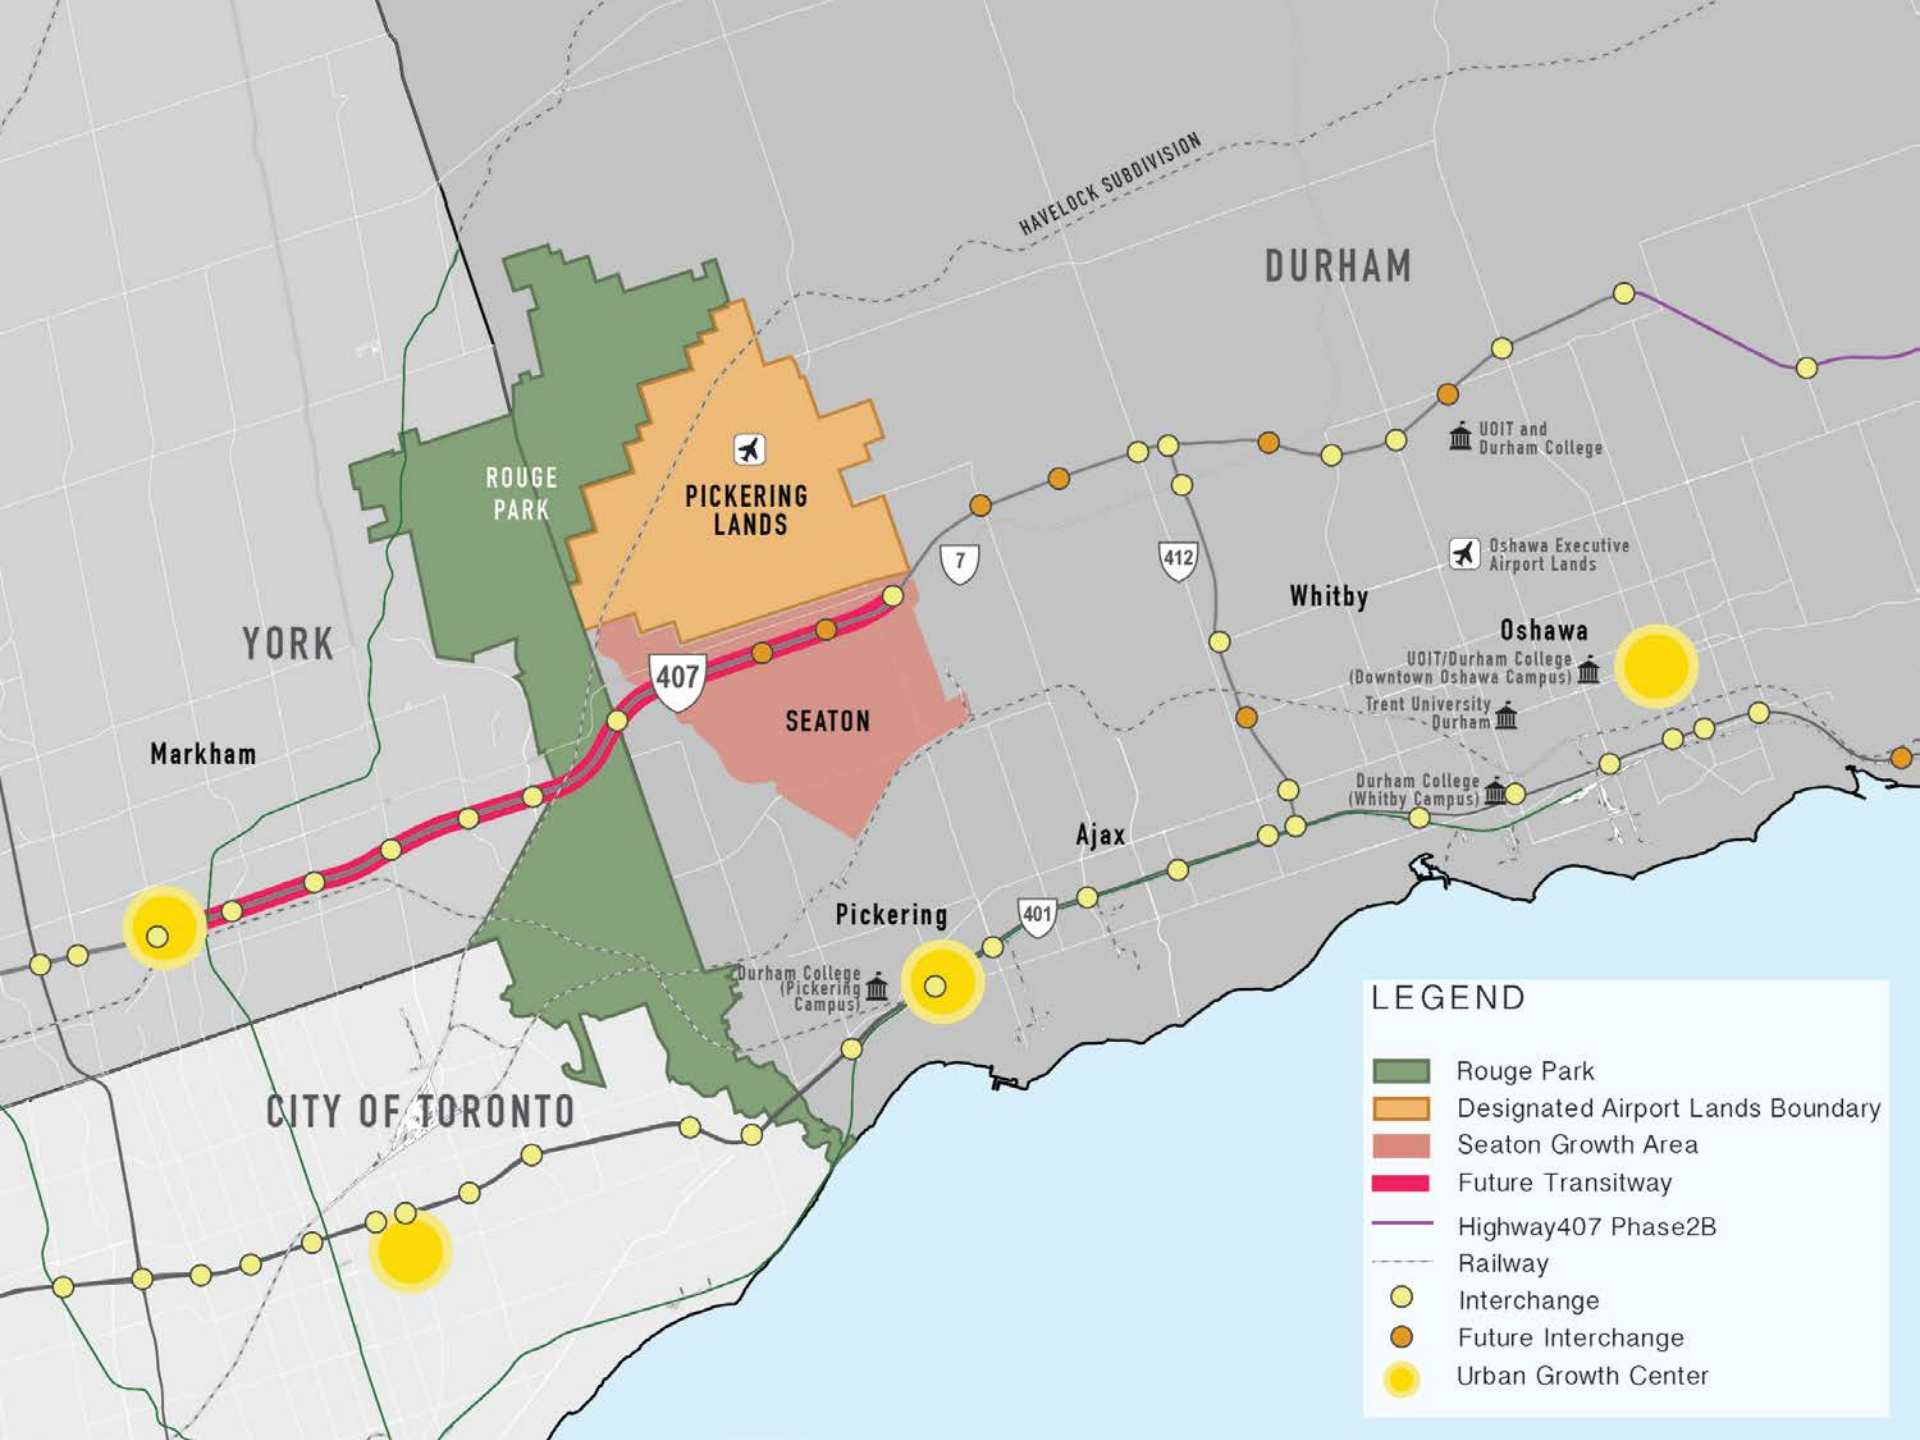 HAVELOCK SUBDIVISION
DURHAM
UOIT and
Durham College
ROUGE
PARK
PICKERING
LANDS
7
412
Oshawa Executive
Airport Lands
Whitby
Oshawa
YORK
UOIT/Durham College
(Downtown Oshawa Campus)
407
Trent University
Durham
SEATON
Markham
Durham College
(Whitby Campus)
Ajax
Pickering
401
Durham College
(Pickering
Campus)
CITY OF TORONTO
LEGEND
Rouge Park
Designated Airport Lands Boundary
Seaton Growth Area
Future Transitway
Highway407 Phase2B
Railway
Interchange
Future Interchange
Urban Growth Center